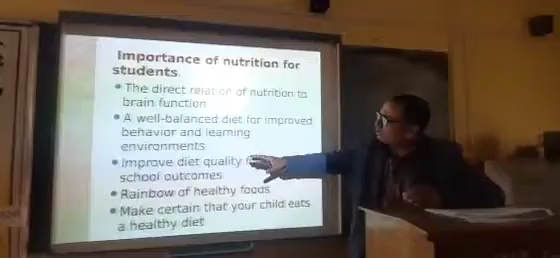 Importance of nutrition for
students
• The direct relation of nutrition to
brain function
• A well-balanced diet for improved
behavior and learning
environments
• Improve diet quality
school outcomes
• Rainbow of healthy foods
• Make certain that your child eats
a healthy diet